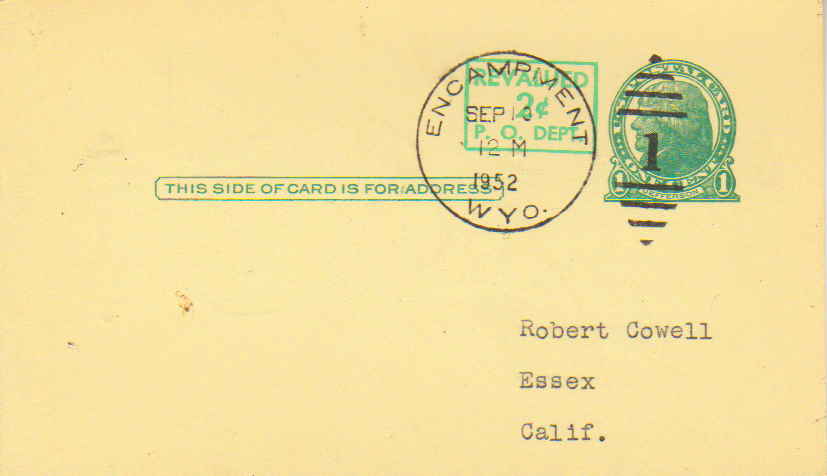 REVALUED
2¢
P. O. DEPT.
ENCAMPMENT
SEP
12 M
1952
WYO.
1
1 1
JEFFERSON
THIS SIDE OF CARD IS FOR ADDRESS
Robert Cowell
Essex
Calif.